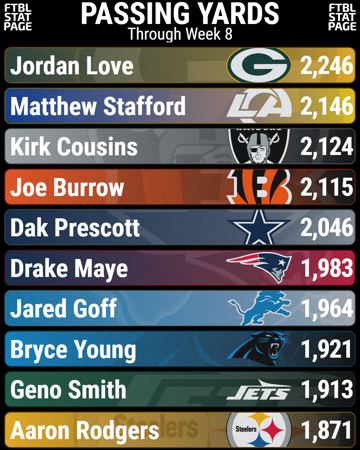 FTBL
STAT
PAGE
PASSING YARDS
Through Week 8
FTBL
STAT
PAGE
Jordan Love G 2,246
Matthew Stafford LA 2,146
Kirk Cousins RAIDERS 2,124
Joe Burrow B 2,115
Dak Prescott 2,046
Drake Maye 1,983
Jared Goff 1,964
Bryce Young 1,921
Geno Smith JETS 1,913
Aaron Rodgers Steelers 1,871